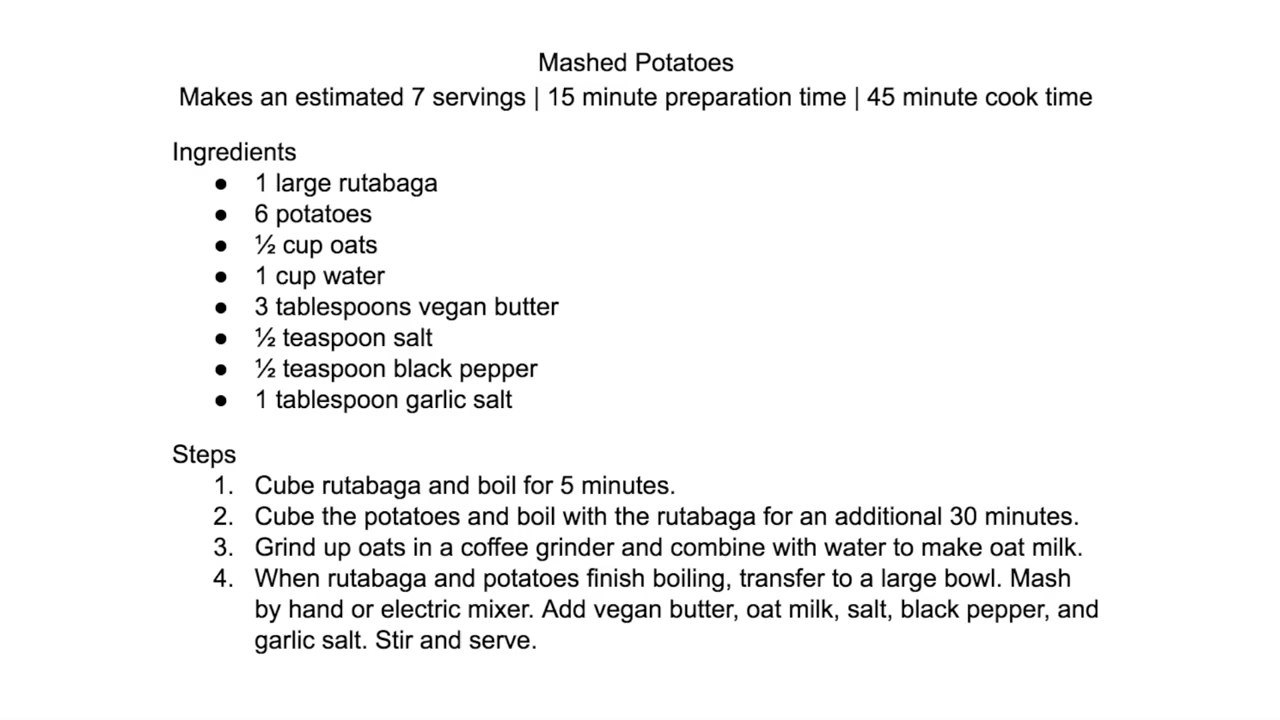 Mashed Potatoes
Makes an estimated 7 servings | 15 minute preparation time | 45 minute cook time
Ingredients
● 1 large rutabaga
● 6 potatoes
● ½ cup oats
● 1 cup water
● 3 tablespoons vegan butter
● ½ teaspoon salt
● ½ teaspoon black pepper
● 1 tablespoon garlic salt
Steps
1. Cube rutabaga and boil for 5 minutes.
2. Cube the potatoes and boil with the rutabaga for an additional 30 minutes.
3. Grind up oats in a coffee grinder and combine with water to make oat milk.
4. When rutabaga and potatoes finish boiling, transfer to a large bowl. Mash
by hand or electric mixer. Add vegan butter, oat milk, salt, black pepper, and
garlic salt. Stir and serve.